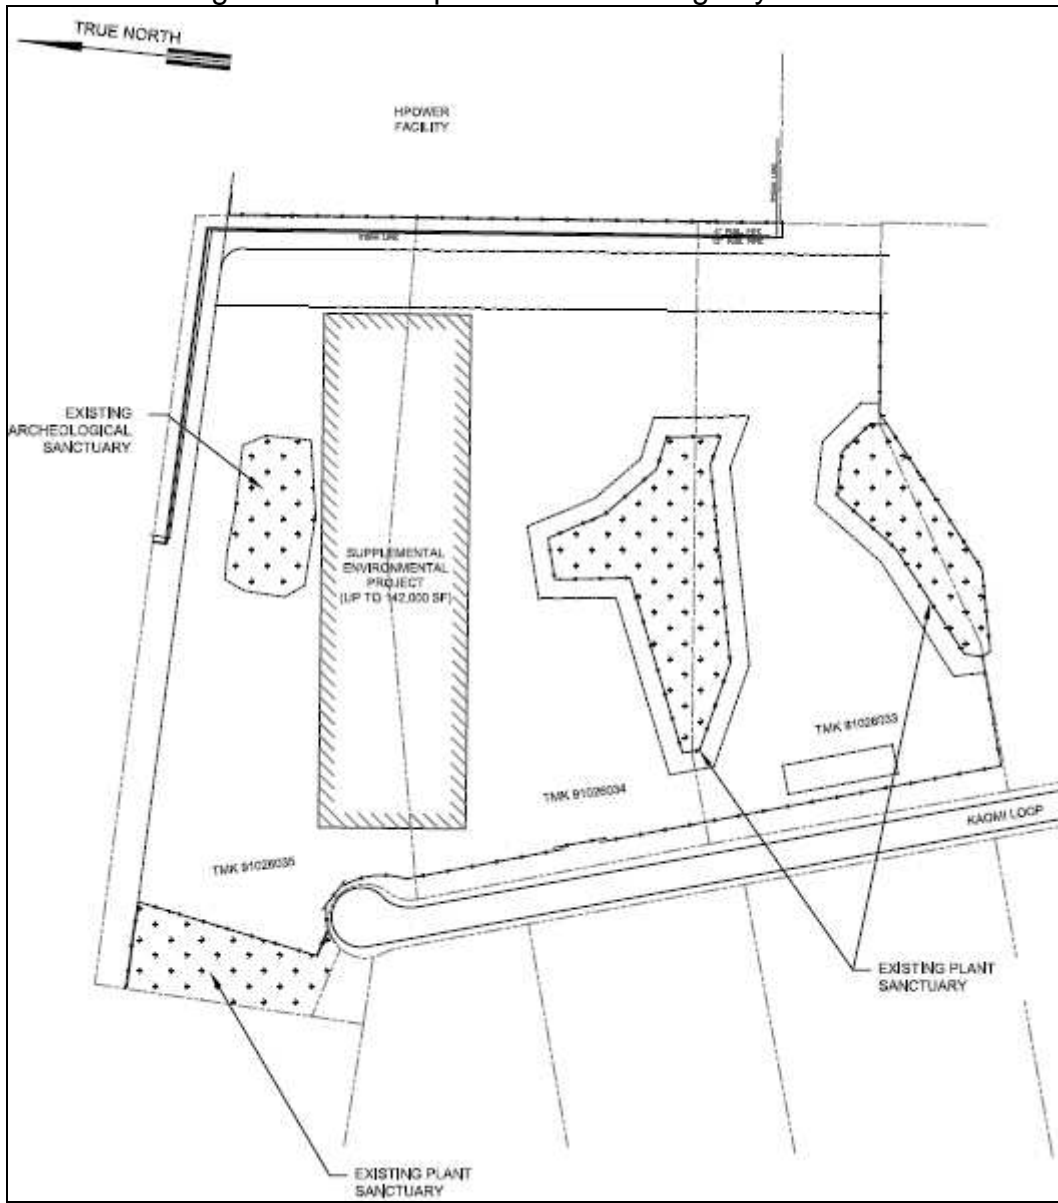 TRUE NORTH
HPOWER
FACILITY
EXISTING
ARCHEOLOGICAL
SANCTUARY
SUPPLEMENTAL
ENVIRONMENTAL
PROJECT
(UP TO 142,000 SF)
TMK 91026033
TMK 91026034
KAOMI LOOP
TMK 91026035
EXISTING PLANT
SANCTUARY
EXISTING PLANT
SANCTUARY